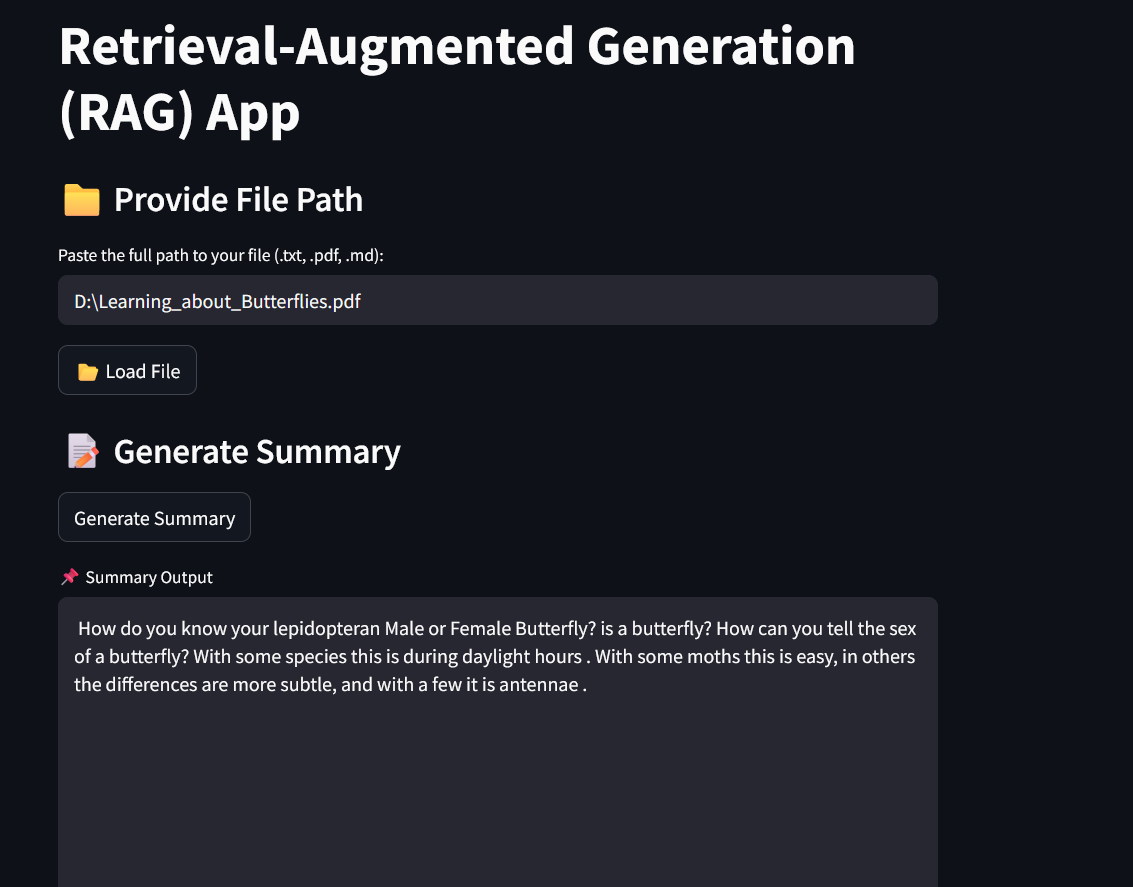 Retrieval-Augmented Generation
(RAG) App
Provide File Path
Paste the full path to your file (.txt, .pdf, .md):
D:\Learning_about_Butterflies.pdf
Load File
Generate Summary
Generate Summary
Summary Output
How do you know your lepidopteran Male or Female Butterfly? is a butterfly? How can you tell the sex
of a butterfly? With some species this is during daylight hours . With some moths this is easy, in others
the differences are more subtle, and with a few it is antennae .